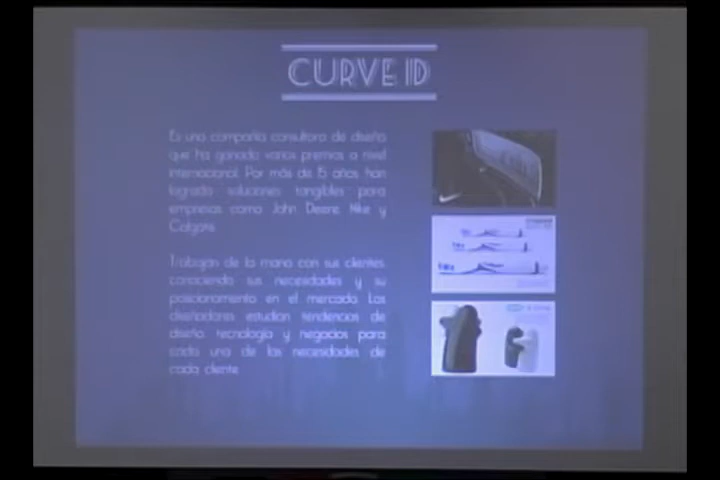 CURVE ID
Es una compañía consultora de diseño
que ha ganado varios premios a nivel
internacional. Por más de 15 años han
logrado soluciones tangibles para
empresas como John Deere, Nike y
Colgate.
Trabajan de la mano con sus clientes,
conociendo sus necesidades y su
posicionamiento en el mercado. Los
diseñadores estudian tendencias de
diseño, tecnología y negocios para
cada una de las necesidades de
cada cliente.